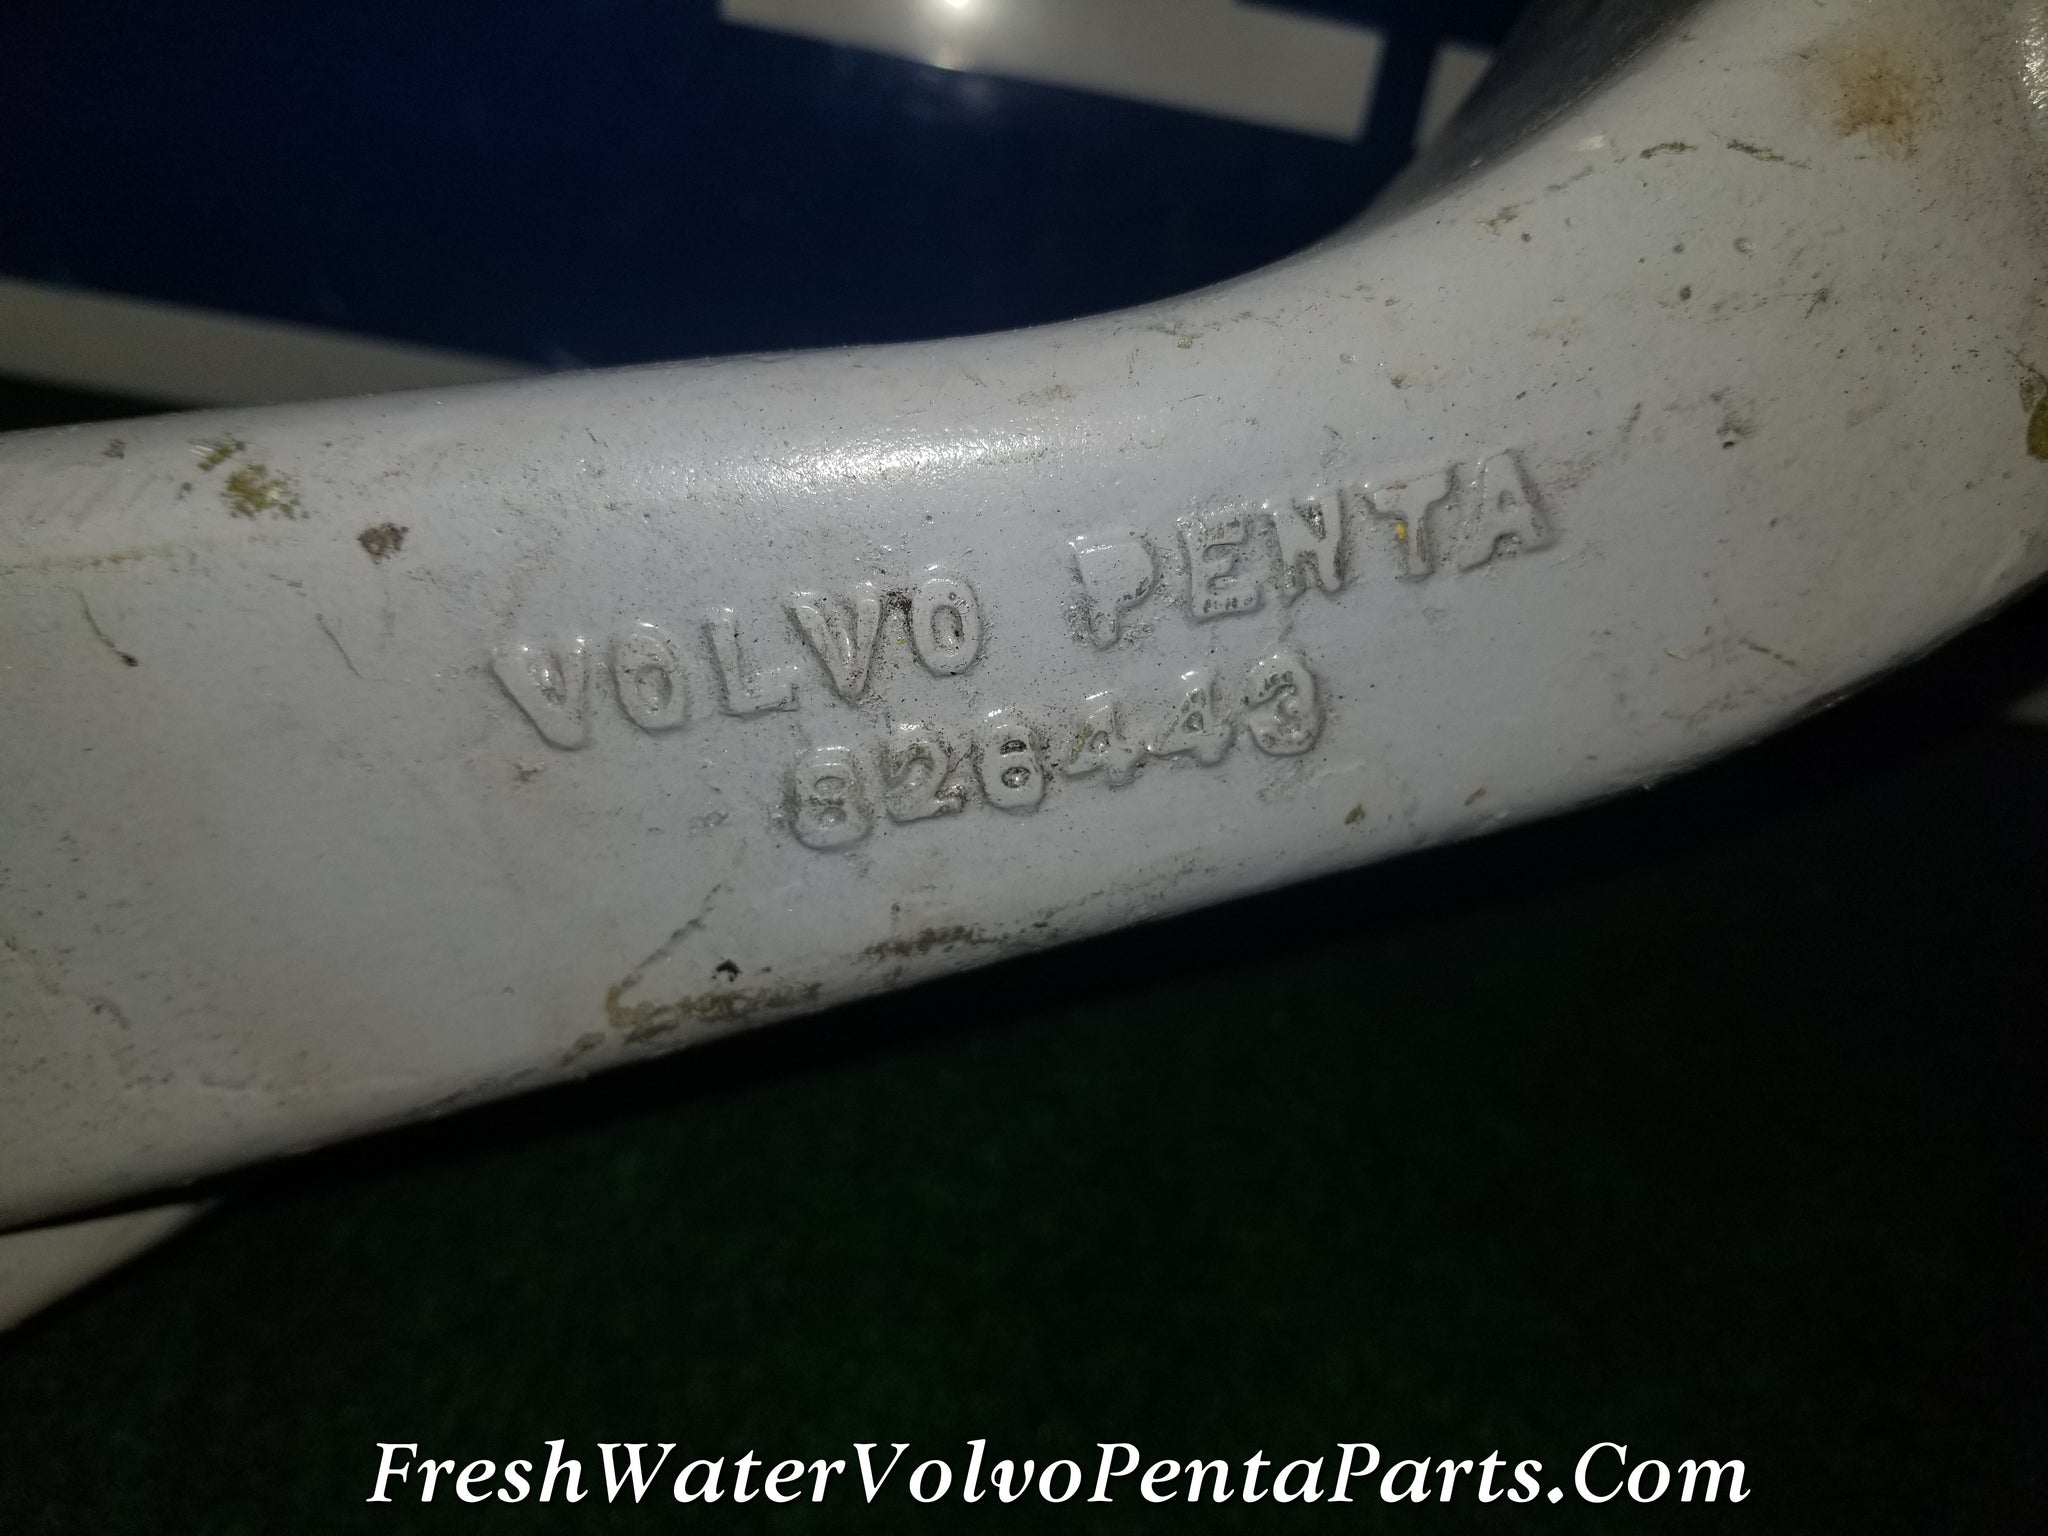 VOLVO PENTA
826443
FreshWaterVolvoPentaParts.Com